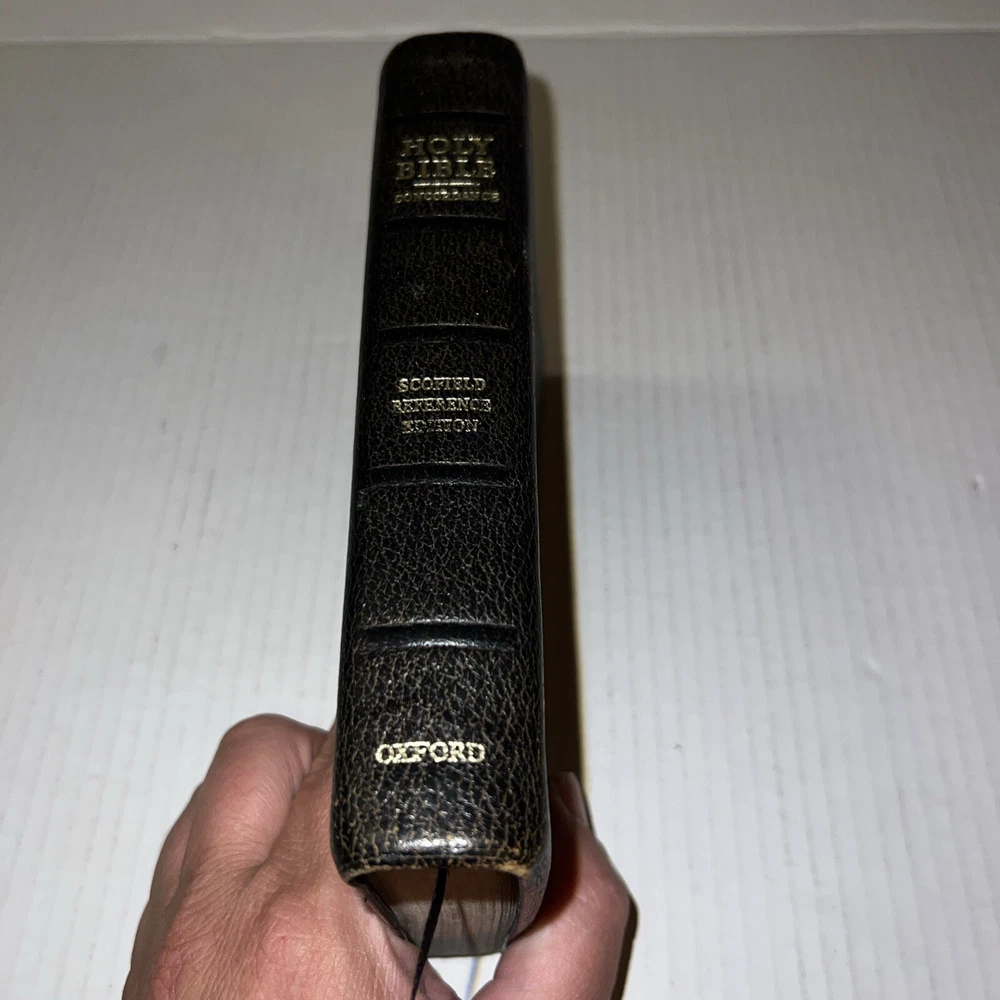 HOLY
BIBLE
CONCORDANCE
SCOFIELD
REFERENCE
EDITION
OXFORD